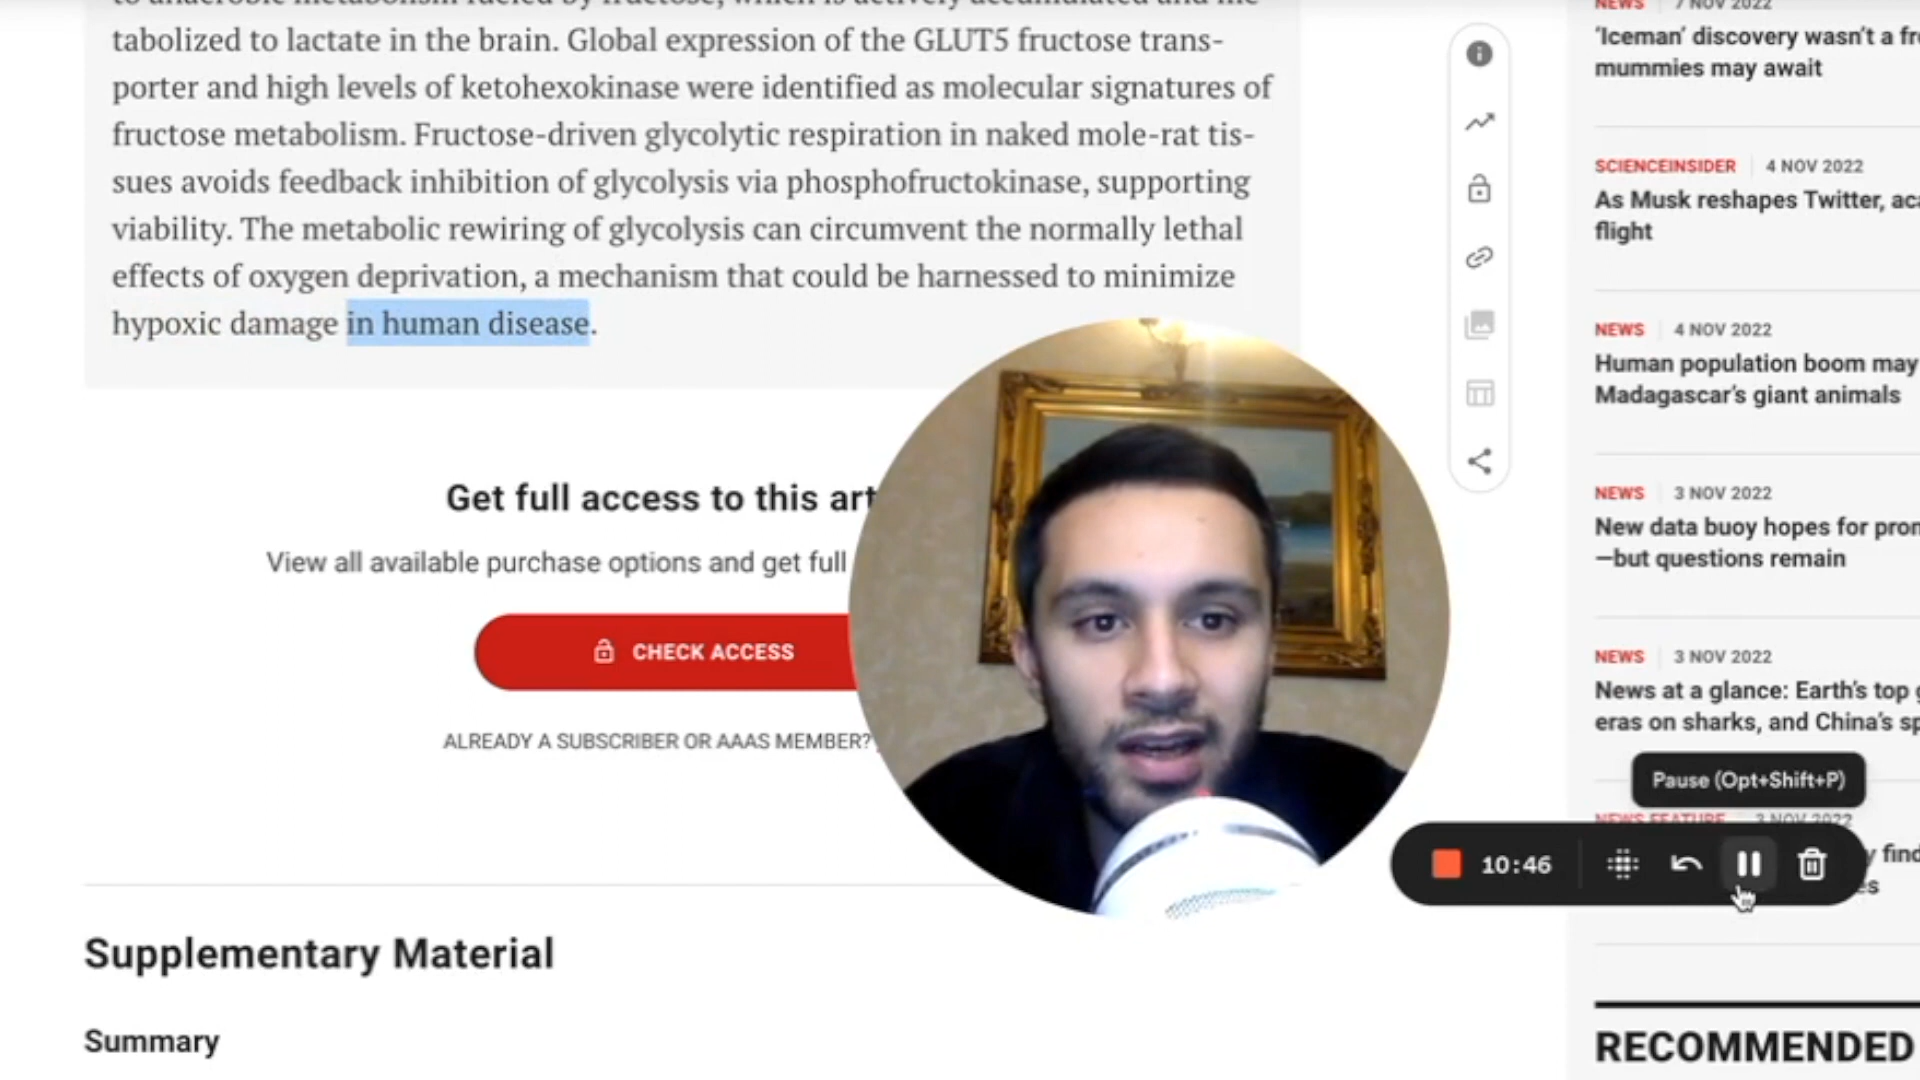 to anaerobic metabolism fueled by fructose, which is actively accumulated and me-
tabolized to lactate in the brain. Global expression of the GLUT5 fructose trans-
porter and high levels of ketohexokinase were identified as molecular signatures of
fructose metabolism. Fructose-driven glycolytic respiration in naked mole-rat tis-
sues avoids feedback inhibition of glycolysis via phosphofructokinase, supporting
viability. The metabolic rewiring of glycolysis can circumvent the normally lethal
effects of oxygen deprivation, a mechanism that could be harnessed to minimize
hypoxic damage in human disease.
Get full access to this art
View all available purchase options and get full
CHECK ACCESS
ALREADY A SUBSCRIBER OR AAAS MEMBER?
Supplementary Material
Summary
NEWS 7 NOV 2022
‘Iceman’ discovery wasn’t a fr
mummies may await
SCIENCEINSIDER 4 NOV 2022
As Musk reshapes Twitter, aca
flight
NEWS 4 NOV 2022
Human population boom may
Madagascar’s giant animals
NEWS 3 NOV 2022
New data buoy hopes for pron
—but questions remain
NEWS 3 NOV 2022
News at a glance: Earth’s top g
eras on sharks, and China’s sp
Pause (Opt+Shift+P)
NEWS FEATURE 3 NOV 2022
y find
es
10:46
RECOMMENDED